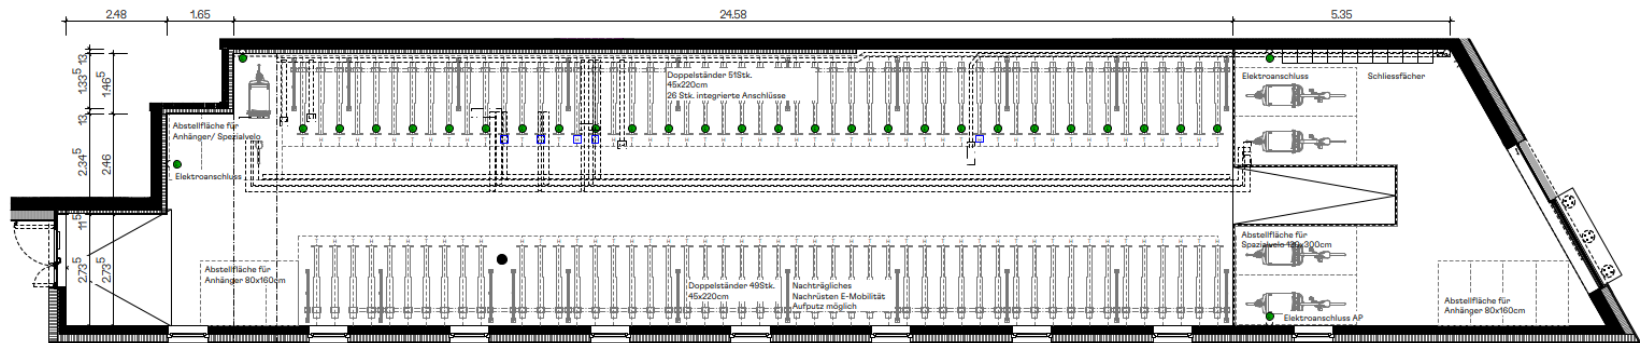 2.48
1.65
24.58
5.35
13
1.33⁵
13
1.46⁵
2.34⁵
2.46
11⁵
2.73⁵
2.73⁵
Abstellfläche für
Anhänger/ Spezialvelo
Elektroanschluss
Doppelständer 51Stk.
45x220cm
26 Stk. integrierte Anschlüsse
Elektroanschluss
Schliessfächer
Abstellfläche für
Anhänger 80x160cm
Doppelständer 49Stk.
45x220cm
Nachträgliches
Nachrüsten E-Mobilität
Aufputz möglich
Abstellfläche für
Elektroanschluss AP
Abstellfläche für
Anhänger 80x160cm